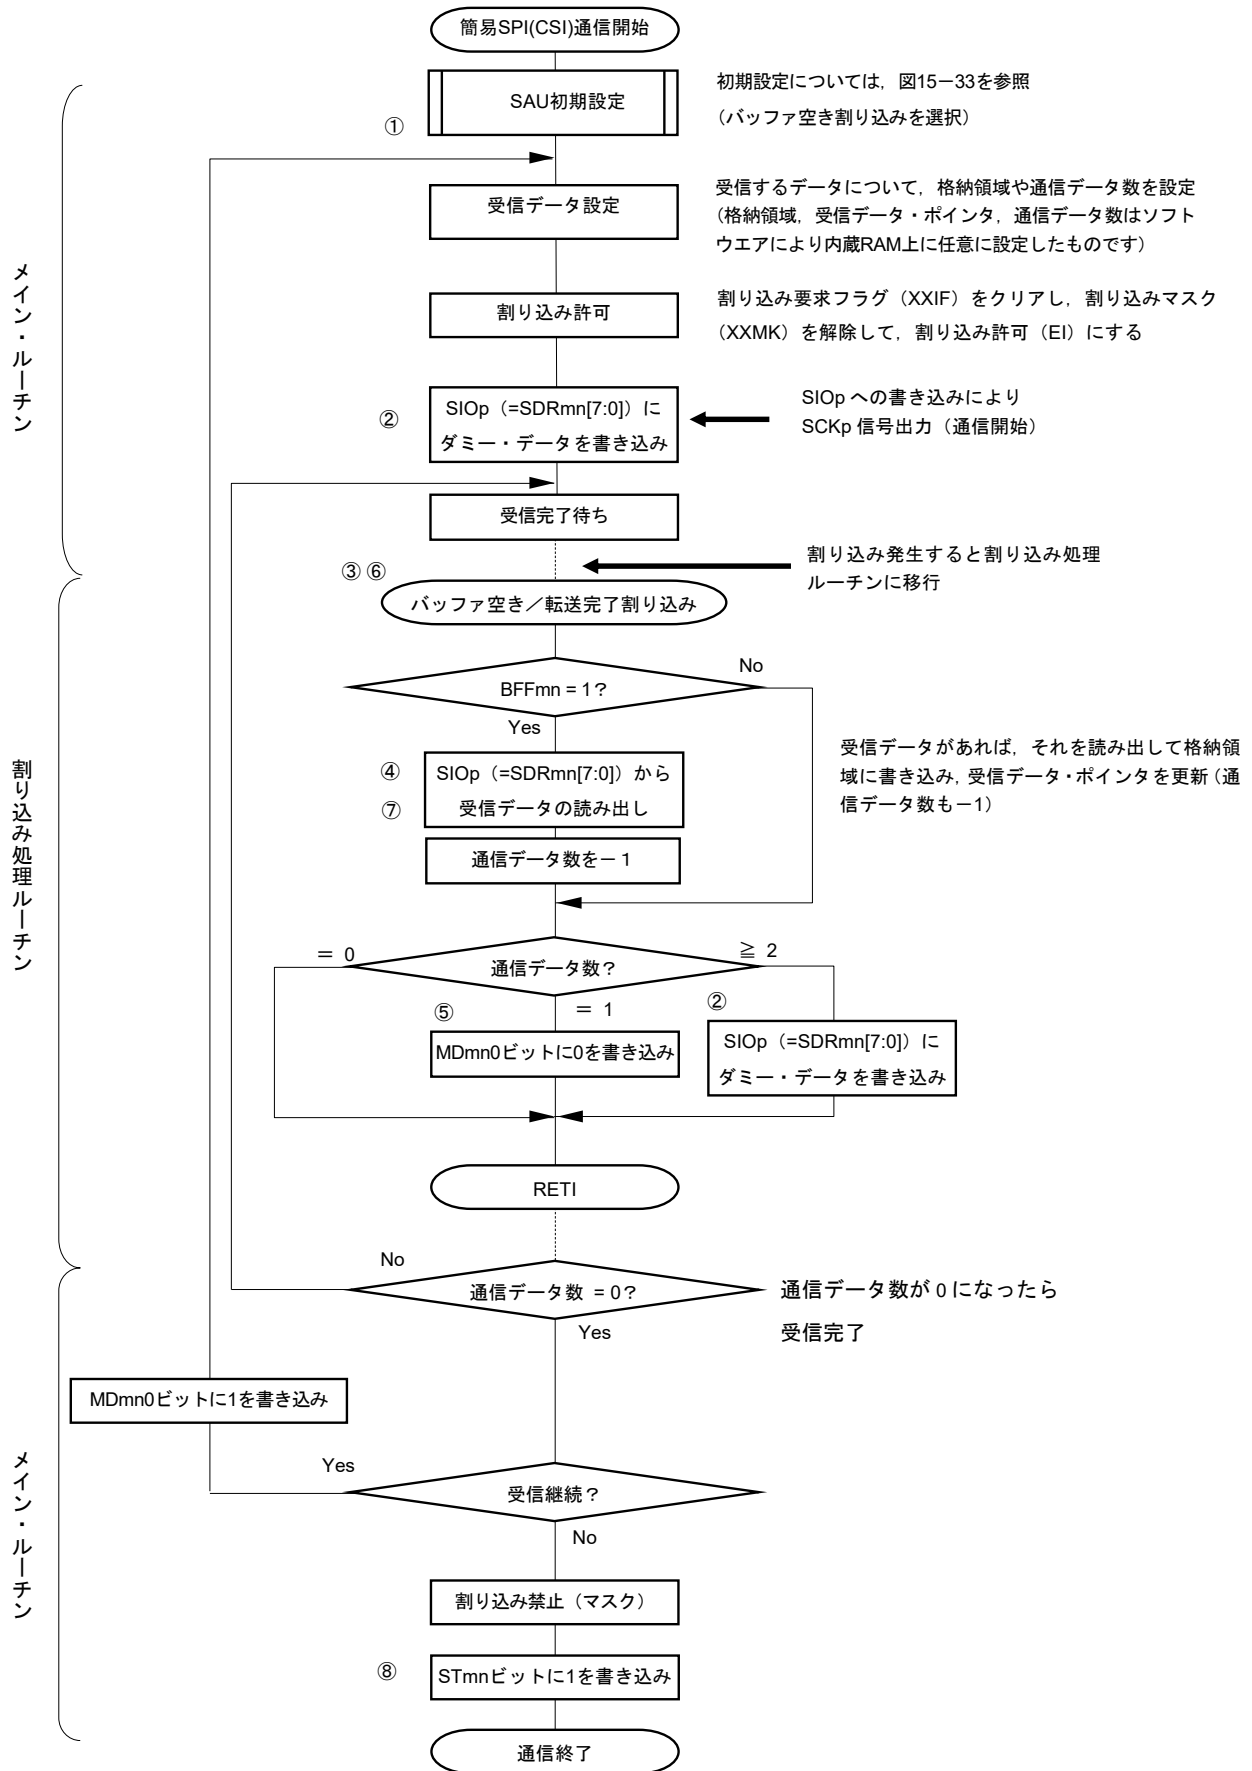 簡易SPI(CSI)通信開始
SAU初期設定
初期設定については，図15－33を参照
（バッファ空き割り込みを選択）
①
受信データ設定
受信するデータについて，格納領域や通信データ数を設定
（格納領域，受信データ・ポインタ，通信データ数はソフト
ウエアにより内蔵RAM上に任意に設定したものです）
メイン・ルーチン
割り込み許可
割り込み要求フラグ（XXIF）をクリアし，割り込みマスク
（XXMK）を解除して，割り込み許可（EI）にする
②
SIOp（=SDRmn[7:0]）に
ダミー・データを書き込み
SIOp への書き込みにより
SCKp 信号出力（通信開始）
受信完了待ち
割り込み発生すると割り込み処理
ルーチンに移行
③ ⑥
バッファ空き／転送完了割り込み
BFFmn = 1？
No
Yes
④
⑦
SIOp（=SDRmn[7:0]）から
受信データの読み出し
受信データがあれば，それを読み出して格納領
域に書き込み，受信データ・ポインタを更新（通
信データ数も－1）
通信データ数を－１
割り込み処理ルーチン
通信データ数？
＝ 0
≧ 2
＝ 1
⑤
MDmn0ビットに0を書き込み
②
SIOp（=SDRmn[7:0]）に
ダミー・データを書き込み
RETI
通信データ数 = 0？
No
Yes
通信データ数が 0 になったら
受信完了
MDmn0ビットに1を書き込み
メイン・ルーチン
受信継続？
Yes
No
割り込み禁止（マスク）
⑧
STmnビットに1を書き込み
通信終了